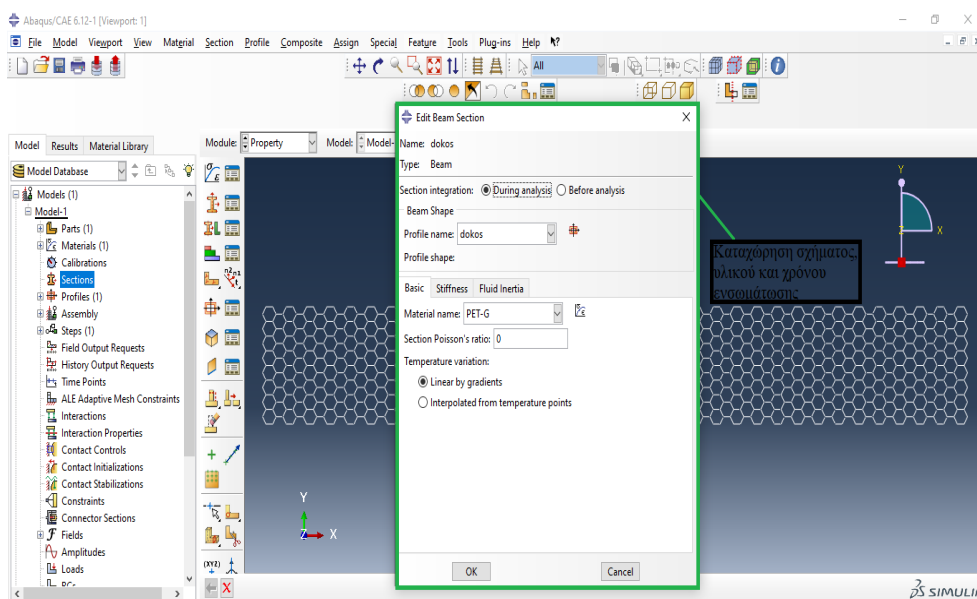 Abaqus/CAE 6.12-1 [Viewport: 1]
File Model Viewport View Material Section Profile Composite Assign Special Feature Tools Plug-ins Help
All
Model Results Material Library
Module: Property Model: Model-
Model Database
Models (1)
Model-1
Parts (1)
Materials (1)
Calibrations
Sections
Profiles (1)
Assembly
Steps (1)
Field Output Requests
History Output Requests
Time Points
ALE Adaptive Mesh Constraints
Interactions
Interaction Properties
Contact Controls
Contact Initializations
Contact Stabilizations
Constraints
Connector Sections
Fields
Amplitudes
Loads
BCs
(XYZ)
Edit Beam Section X
Name: dokos
Type: Beam
Section integration: During analysis Before analysis
Beam Shape
Profile name: dokos
Profile shape:
Basic Stiffness Fluid Inertia
Material name: PET-G
Section Poisson's ratio: 0
Temperature variation:
Linear by gradients
Interpolated from temperature points
OK Cancel
Y
Z X
Καταχώρηση σχήματος,
υλικού και χρόνου
ενσωμάτωσης
Y
Z X
SIMULIA